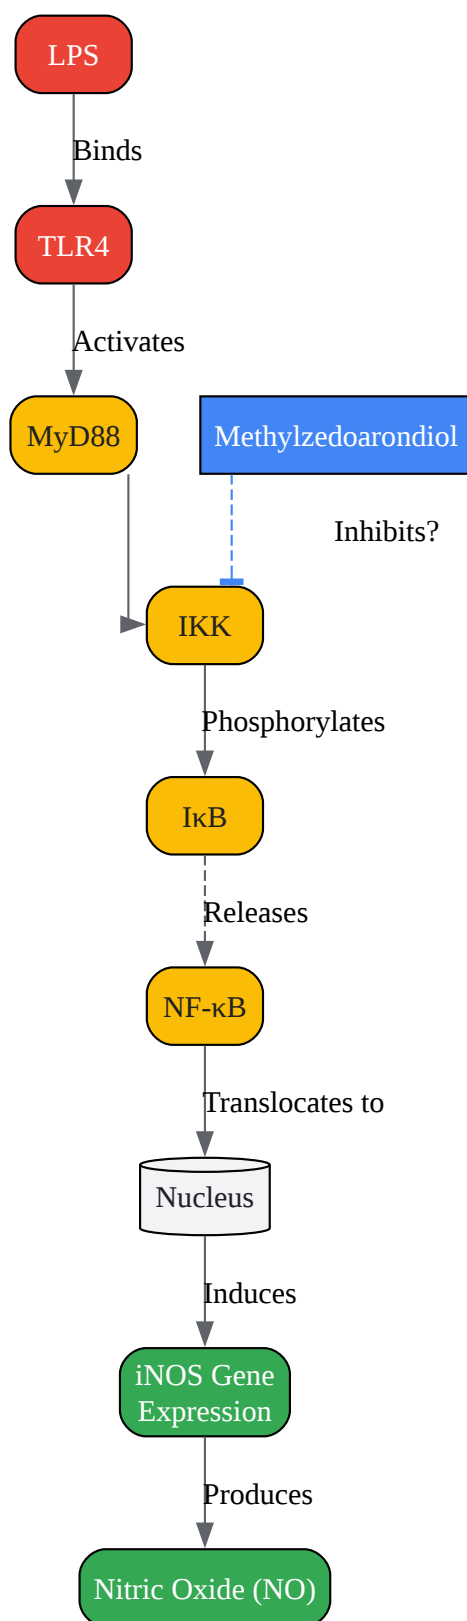 LPS
Binds
TLR4
Activates
MyD88
Methylzedoarondiol
Inhibits?
IKK
Phosphorylates
IκB
Releases
NF-κB
Translocates to
Nucleus
Induces
iNOS Gene
Expression
Produces
Nitric Oxide (NO)